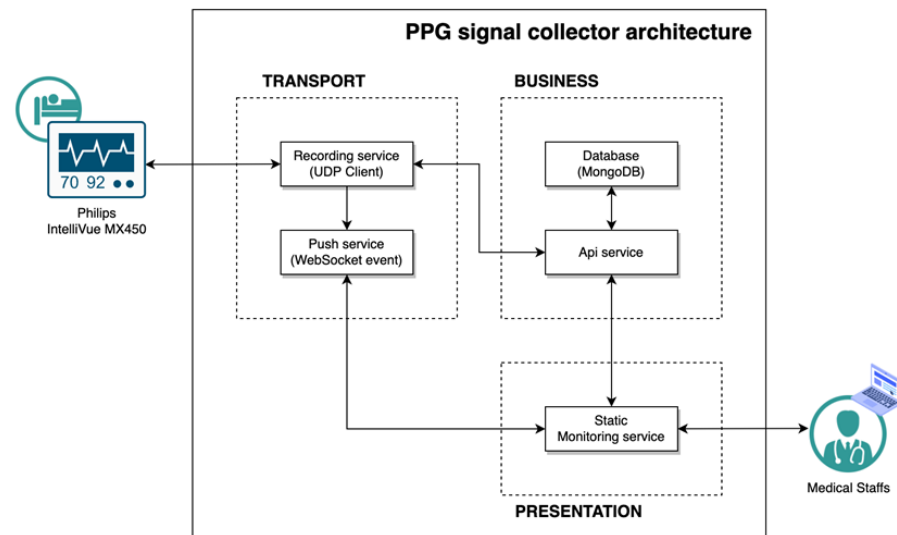 PPG signal collector architecture
TRANSPORT
BUSINESS
Recording service
(UDP Client)
Database
(MongoDB)
70 92
Philips
IntelliVue MX450
Push service
(WebSocket event)
Api service
Static
Monitoring service
Medical Staffs
PRESENTATION